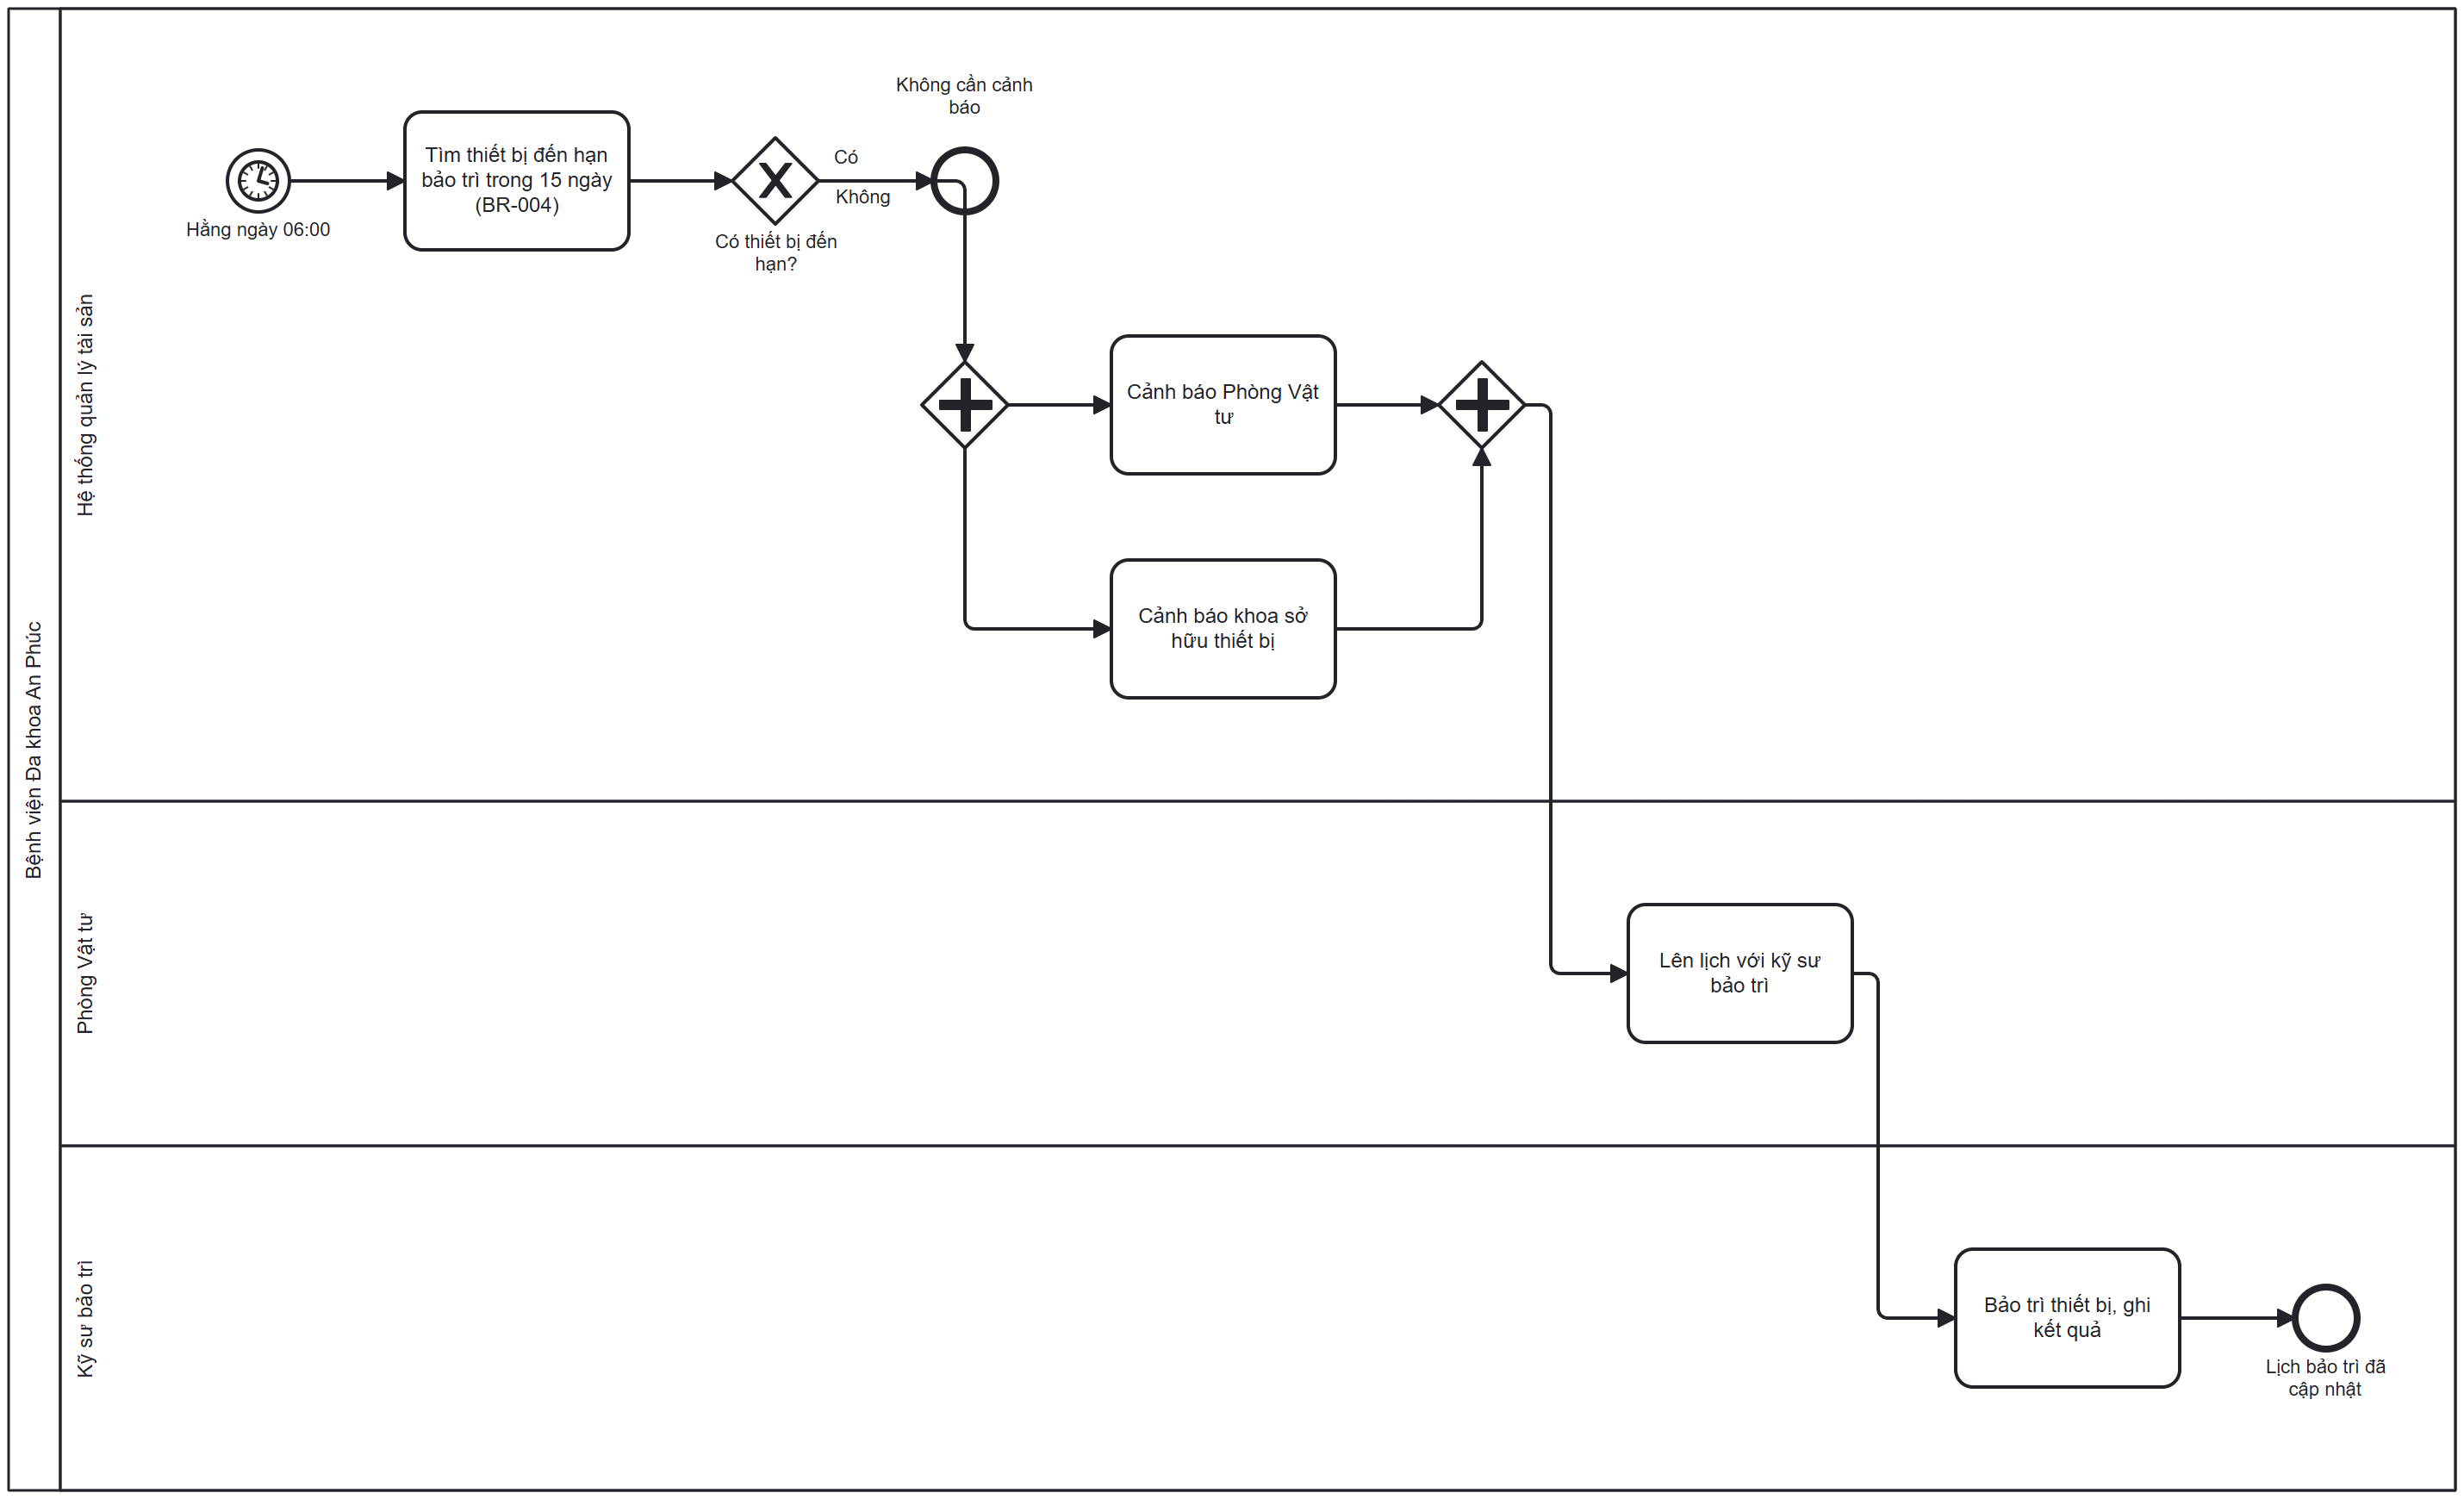 Bệnh viện Đa khoa An Phúc
Hệ thống quản lý tài sản
Hằng ngày 06:00
Tìm thiết bị đến hạn
bảo trì trong 15 ngày
(BR-004)
Có thiết bị đến
hạn?
Có
Không
Không cần cảnh
báo
Cảnh báo Phòng Vật
tư
Cảnh báo khoa sở
hữu thiết bị
Phòng Vật tư
Lên lịch với kỹ sư
bảo trì
Kỹ sư bảo trì
Bảo trì thiết bị, ghi
kết quả
Lịch bảo trì đã
cập nhật